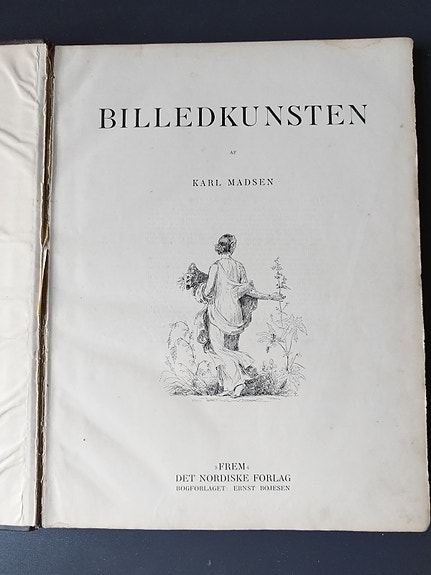 BILLEDKUNSTEN
AF
KARL MADSEN
»FREM«
DET NORDISKE FORLAG
BOGFORLAGET ERNST BOJESEN